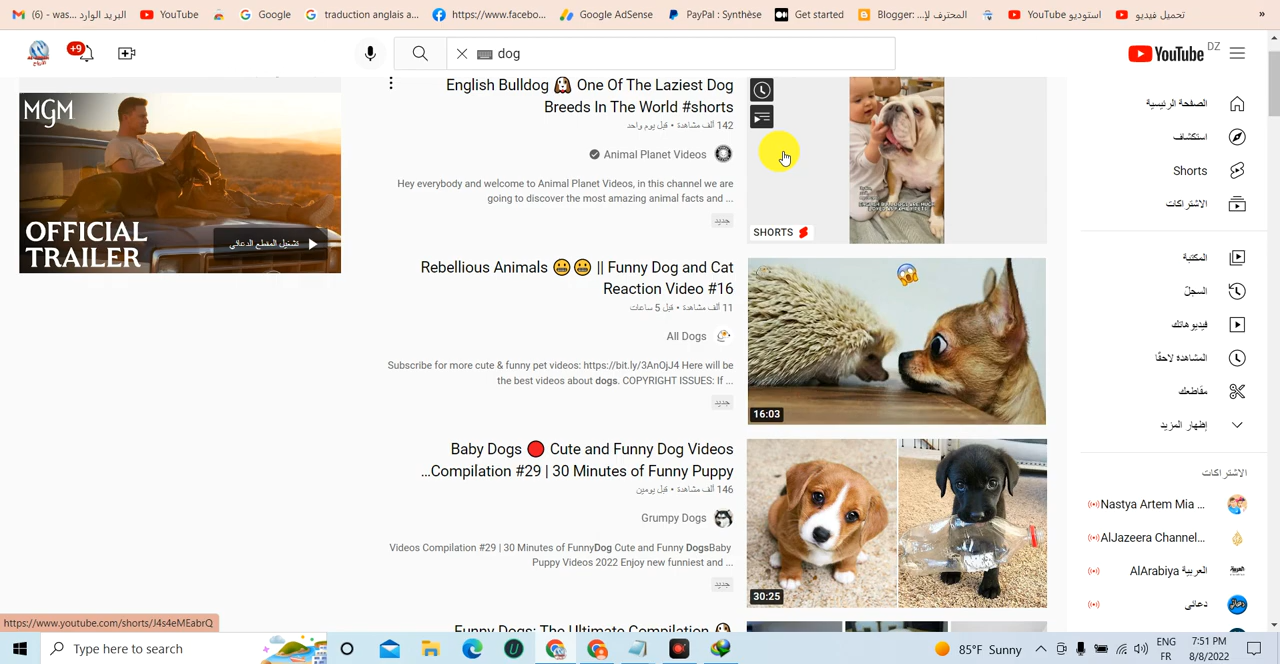 (6) - was... البريد الوارد
YouTube
Google
traduction anglais a...
https://www.facebo...
Google AdSense
PayPal : Synthèse
Get started
Blogger: المحترف لإ...
استوديو YouTube
تحميل فيديو
»
+9
dog
YouTube DZ
MGM
OFFICIAL
TRAILER
تشغيل المقطع الدعائي
English Bulldog One Of The Laziest Dog
Breeds In The World #shorts
142 ألف مشاهدة • قبل يوم واحد
Animal Planet Videos
Hey everybody and welcome to Animal Planet Videos, in this channel we are
going to discover the most amazing animal facts and ...
جديد
SHORTS
Rebellious Animals 😬😬 || Funny Dog and Cat
Reaction Video #16
11 ألف مشاهدة • قبل 5 ساعات
All Dogs
Subscribe for more cute & funny pet videos: https://bit.ly/3AnOjJ4 Here will be
the best videos about dogs. COPYRIGHT ISSUES: If ...
جديد
16:03
Baby Dogs 🔴 Cute and Funny Dog Videos
Compilation #29 | 30 Minutes of Funny Puppy...
146 ألف مشاهدة • قبل يومين
Grumpy Dogs
Videos Compilation #29 | 30 Minutes of FunnyDog Cute and Funny DogsBaby
Puppy Videos 2022 Enjoy new funniest and ...
جديد
30:25
Funny Dogs: The Ultimate Compilation
الصفحة الرئيسية
استكشاف
Shorts
الاشتراكات
المكتبة
السجلّ
فيديوهاتك
المشاهدة لاحقًا
مقاطعك
إظهار المزيد
الاشتراكات
Nastya Artem Mia ...
AlJazeera Channel...
AlArabiya العربية
دعائى
https://www.youtube.com/shorts/J4s4eMEabrQ
Type here to search
85°F Sunny
ENG
FR
7:51 PM
8/8/2022